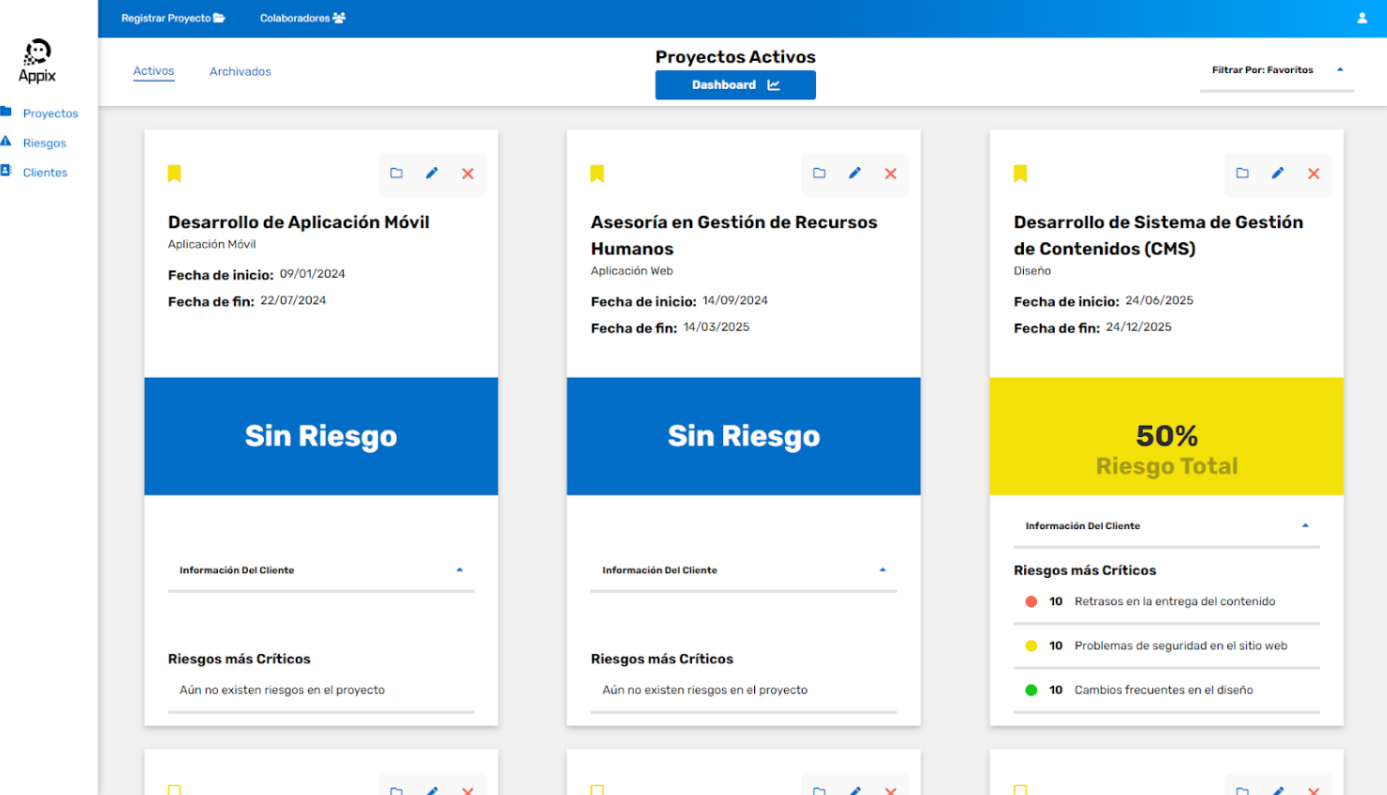 Registrar Proyecto
Colaboradores
Appix
Proyectos
Riesgos
Clientes
Activos
Archivados
Proyectos Activos
Dashboard
Filtrar Por: Favoritos
Desarrollo de Aplicación Móvil
Aplicación Móvil
Fecha de inicio: 09/01/2024
Fecha de fin: 22/07/2024
Sin Riesgo
Información Del Cliente
Riesgos más Críticos
Aún no existen riesgos en el proyecto
Asesoría en Gestión de Recursos
Humanos
Aplicación Web
Fecha de inicio: 14/09/2024
Fecha de fin: 14/03/2025
Sin Riesgo
Información Del Cliente
Riesgos más Críticos
Aún no existen riesgos en el proyecto
Desarrollo de Sistema de Gestión
de Contenidos (CMS)
Diseño
Fecha de inicio: 24/06/2025
Fecha de fin: 24/12/2025
50%
Riesgo Total
Información Del Cliente
Riesgos más Críticos
10 Retrasos en la entrega del contenido
10 Problemas de seguridad en el sitio web
10 Cambios frecuentes en el diseño